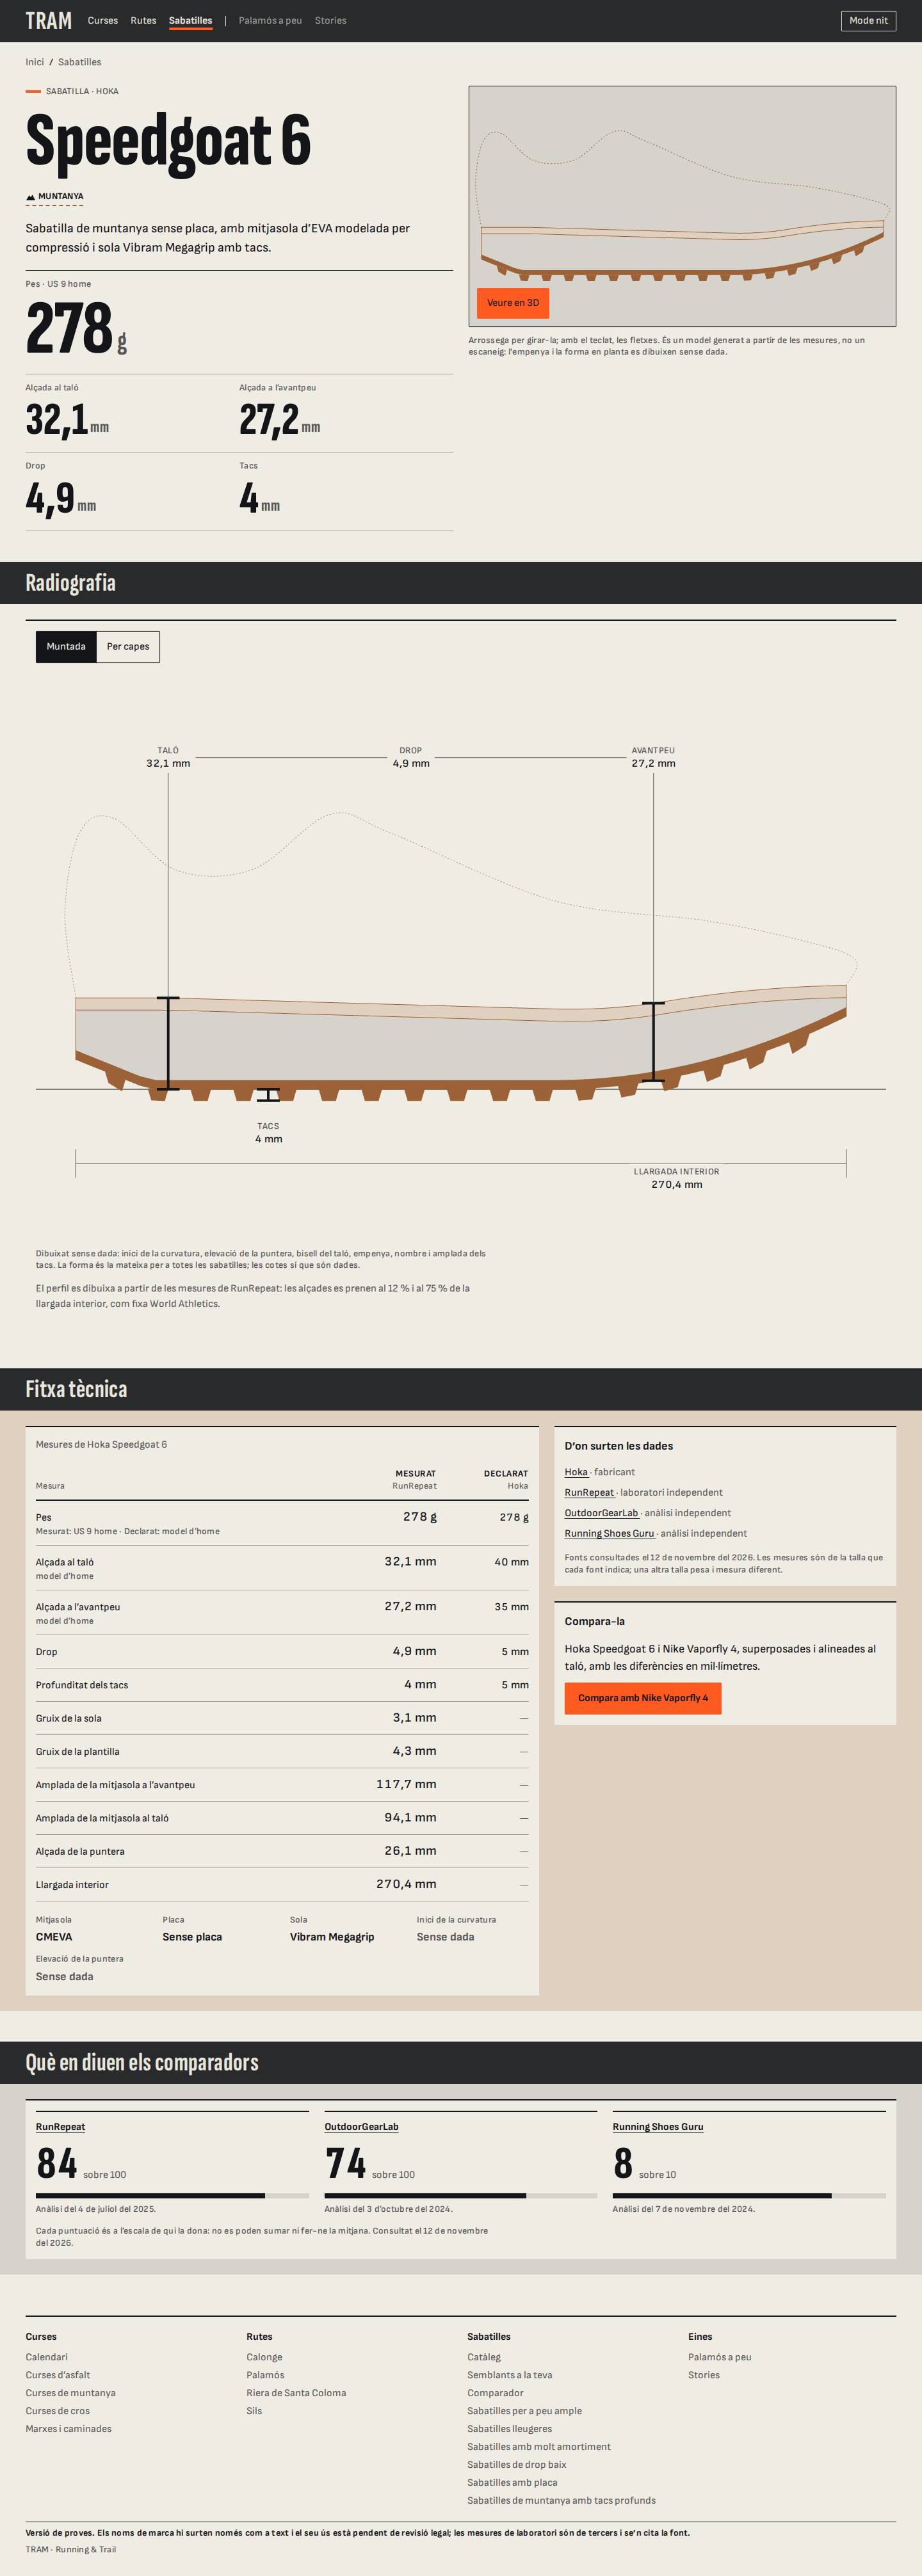 TRAM Curses Rutes Sabatilles Palamós a peu Stories Mode nit
Inici / Sabatilles
SABATILLA · HOKA
Speedgoat 6
MUNTANYA
Sabatilla de muntanya sense placa, amb mitjasola d’EVA modelada per
compressió i sola Vibram Megagrip amb tacs.
Pes · US 9 home
278 g
Alçada al taló Alçada a l’avantpeu
32,1 mm 27,2 mm
Drop Tacs
4,9 mm 4 mm
Veure en 3D
Arrossega per girar-la; amb el teclat, les fletxes. És un model generat a partir de les mesures, no un
escaneig: l’empenya i la forma en planta es dibuixen sense dada.
Radiografia
Muntada Per capes
TALÓ DROP AVANTPEU
32,1 mm 4,9 mm 27,2 mm
TACS
4 mm
LLARGADA INTERIOR
270,4 mm
Dibuixat sense dada: inici de la curvatura, elevació de la puntera, bisell del taló, empenya, nombre i amplada dels
tacs. La forma és la mateixa per a totes les sabatilles; les cotes sí que són dades.
El perfil es dibuixa a partir de les mesures de RunRepeat: les alçades es prenen al 12 % i al 75 % de la
llargada interior, com fixa World Athletics.
Fitxa tècnica
Mesures de Hoka Speedgoat 6
MESURAT DECLARAT
Mesura RunRepeat Hoka
Pes 278 g 278 g
Mesurat: US 9 home · Declarat: model d’home
Alçada al taló 32,1 mm 40 mm
model d’home
Alçada a l’avantpeu 27,2 mm 35 mm
model d’home
Drop 4,9 mm 5 mm
Profunditat dels tacs 4 mm 5 mm
Gruix de la sola 3,1 mm —
Gruix de la plantilla 4,3 mm —
Amplada de la mitjasola a l’avantpeu 117,7 mm —
Amplada de la mitjasola al taló 94,1 mm —
Alçada de la puntera 26,1 mm —
Llargada interior 270,4 mm —
Mitjasola Placa Sola Inici de la curvatura
CMEVA Sense placa Vibram Megagrip Sense dada
Elevació de la puntera
Sense dada
D’on surten les dades
Hoka · fabricant
RunRepeat · laboratori independent
OutdoorGearLab · anàlisi independent
Running Shoes Guru · anàlisi independent
Fonts consultades el 12 de novembre del 2026. Les mesures són de la talla que
cada font indica; una altra talla pesa i mesura diferent.
Compara-la
Hoka Speedgoat 6 i Nike Vaporfly 4, superposades i alineades al
taló, amb les diferències en mil·límetres.
Compara amb Nike Vaporfly 4
Què en diuen els comparadors
RunRepeat OutdoorGearLab Running Shoes Guru
84 sobre 100 74 sobre 100 8 sobre 10
Anàlisi del 4 de juliol del 2025. Anàlisi del 3 d’octubre del 2024. Anàlisi del 7 de novembre del 2024.
Cada puntuació és a l’escala de qui la dona: no es poden sumar ni fer-ne la mitjana. Consultat el 12 de novembre
del 2026.
Curses Rutes Sabatilles Eines
Calendari Calonge Catàleg Palamós a peu
Curses d’asfalt Palamós Semblants a la teva Stories
Curses de muntanya Riera de Santa Coloma Comparador
Curses de cros Sils Sabatilles per a peu ample
Marxes i caminades Sabatilles lleugeres
Sabatilles amb molt amortiment
Sabatilles de drop baix
Sabatilles amb placa
Sabatilles de muntanya amb tacs profunds
Versió de proves. Els noms de marca hi surten només com a text i el seu ús està pendent de revisió legal; les mesures de laboratori són de tercers i se’n cita la font.
TRAM · Running & Trail